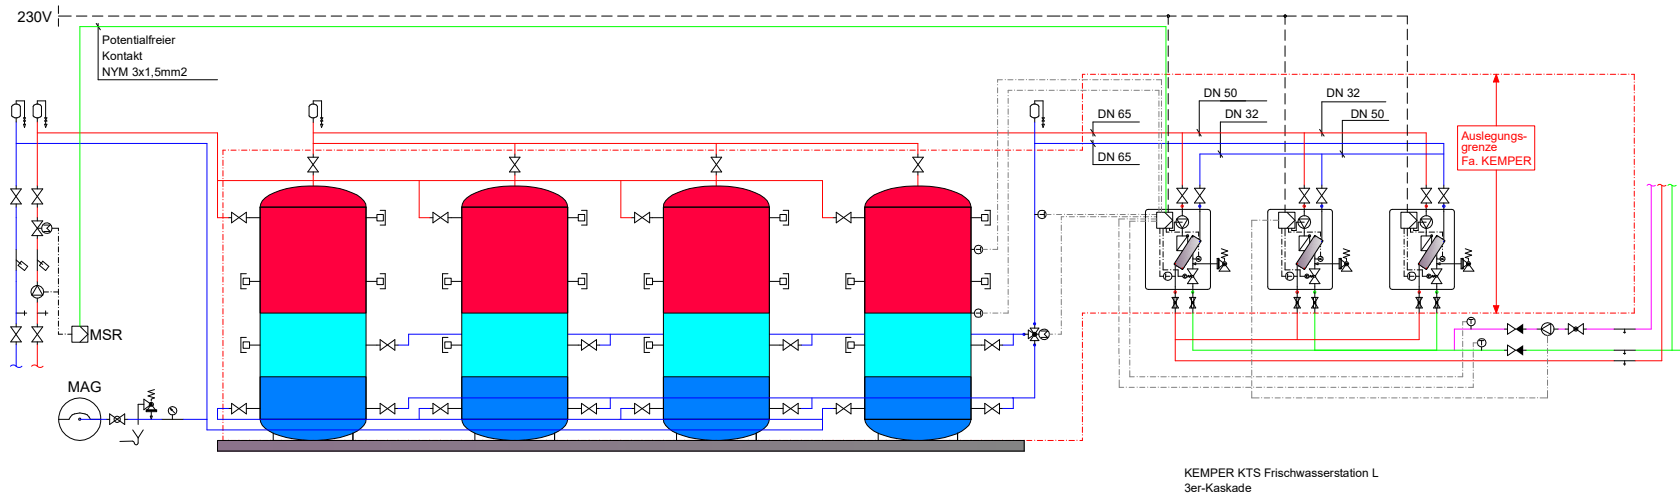 230V
Potentialfreier
Kontakt
NYM 3x1,5mm2
DN 65
DN 65
DN 50
DN 32
DN 32
DN 50
Auslegungs-
grenze
Fa. KEMPER
MSR
MAG
KEMPER KTS Frischwasserstation L
3er-Kaskade